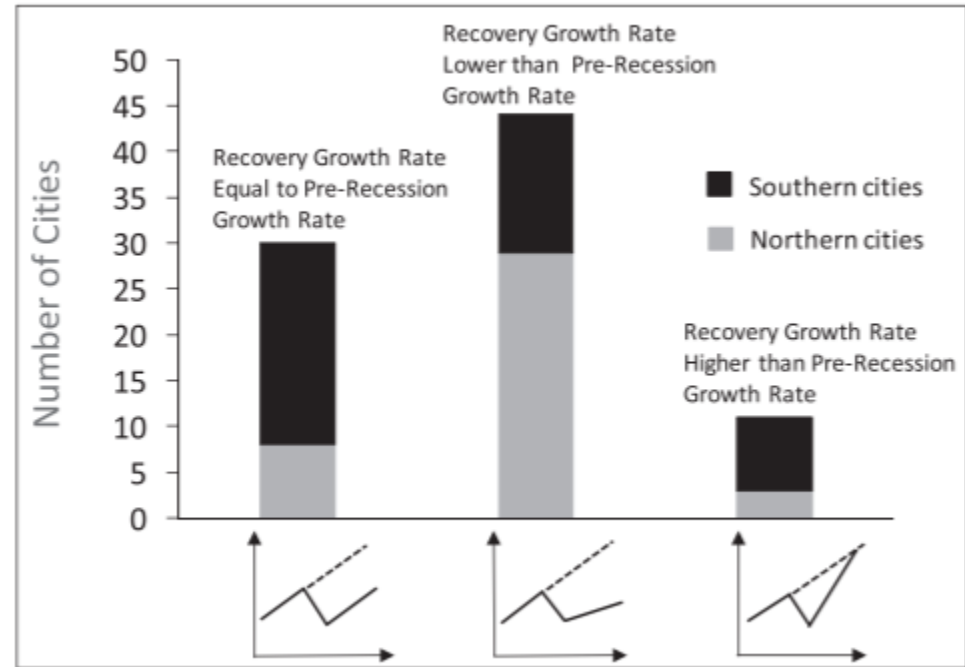 Recovery Growth Rate
Lower than Pre-Recession
Growth Rate
Recovery Growth Rate
Equal to Pre-Recession
Growth Rate
Southern cities
Northern cities
Recovery Growth Rate
Higher than Pre-Recession
Growth Rate
Number of Cities
50
45
40
35
30
25
20
15
10
5
0